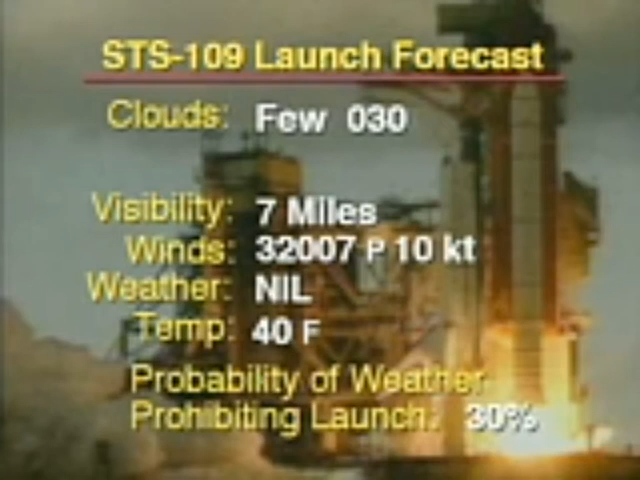 STS-109 Launch Forecast
Clouds: Few 030
Visibility: 7 Miles
Winds: 32007 P 10 kt
Weather: NIL
Temp: 40 F
Probability of Weather
Prohibiting Launch: 30%